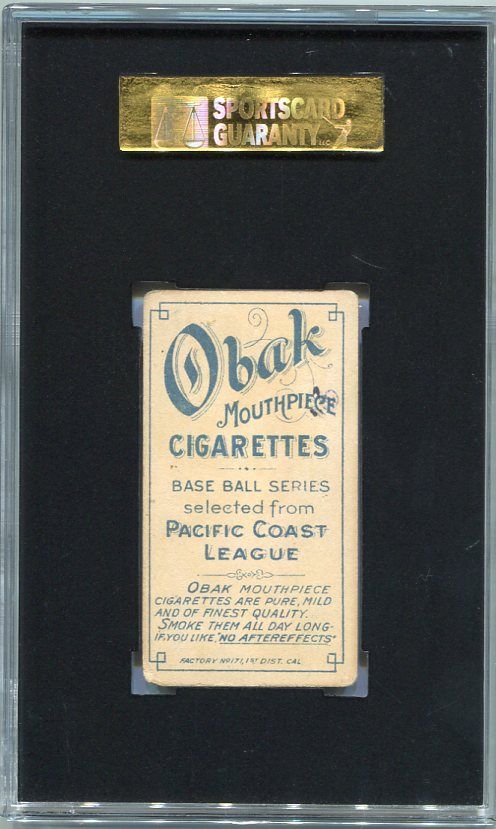 SPORTSCARD
GUARANTY LLC
Obak
MOUTHPIECE
CIGARETTES
BASE BALL SERIES
selected from
PACIFIC COAST
LEAGUE
OBAK MOUTHPIECE
CIGARETTES ARE PURE, MILD
AND OF FINEST QUALITY.
SMOKE THEM ALL DAY LONG-
IF YOU LIKE, "NO AFTEREFFECTS"
FACTORY No 171, 1ST DIST. CAL